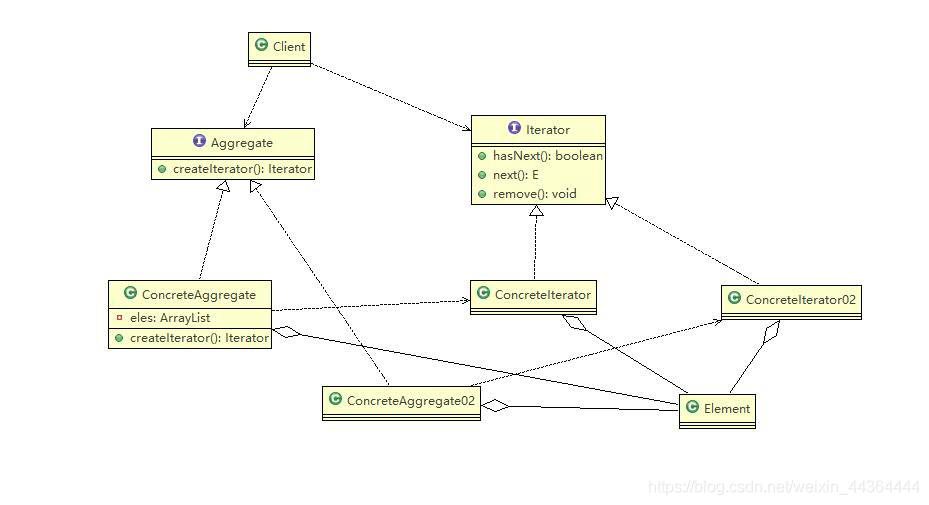 C Client
I Aggregate
createIterator(): Iterator
I Iterator
hasNext(): boolean
next(): E
remove(): void
C ConcreteAggregate
eles: ArrayList
createIterator(): Iterator
C ConcreteIterator
C ConcreteIterator02
C ConcreteAggregate02
C Element
https://blog.csdn.net/weixin_44364444